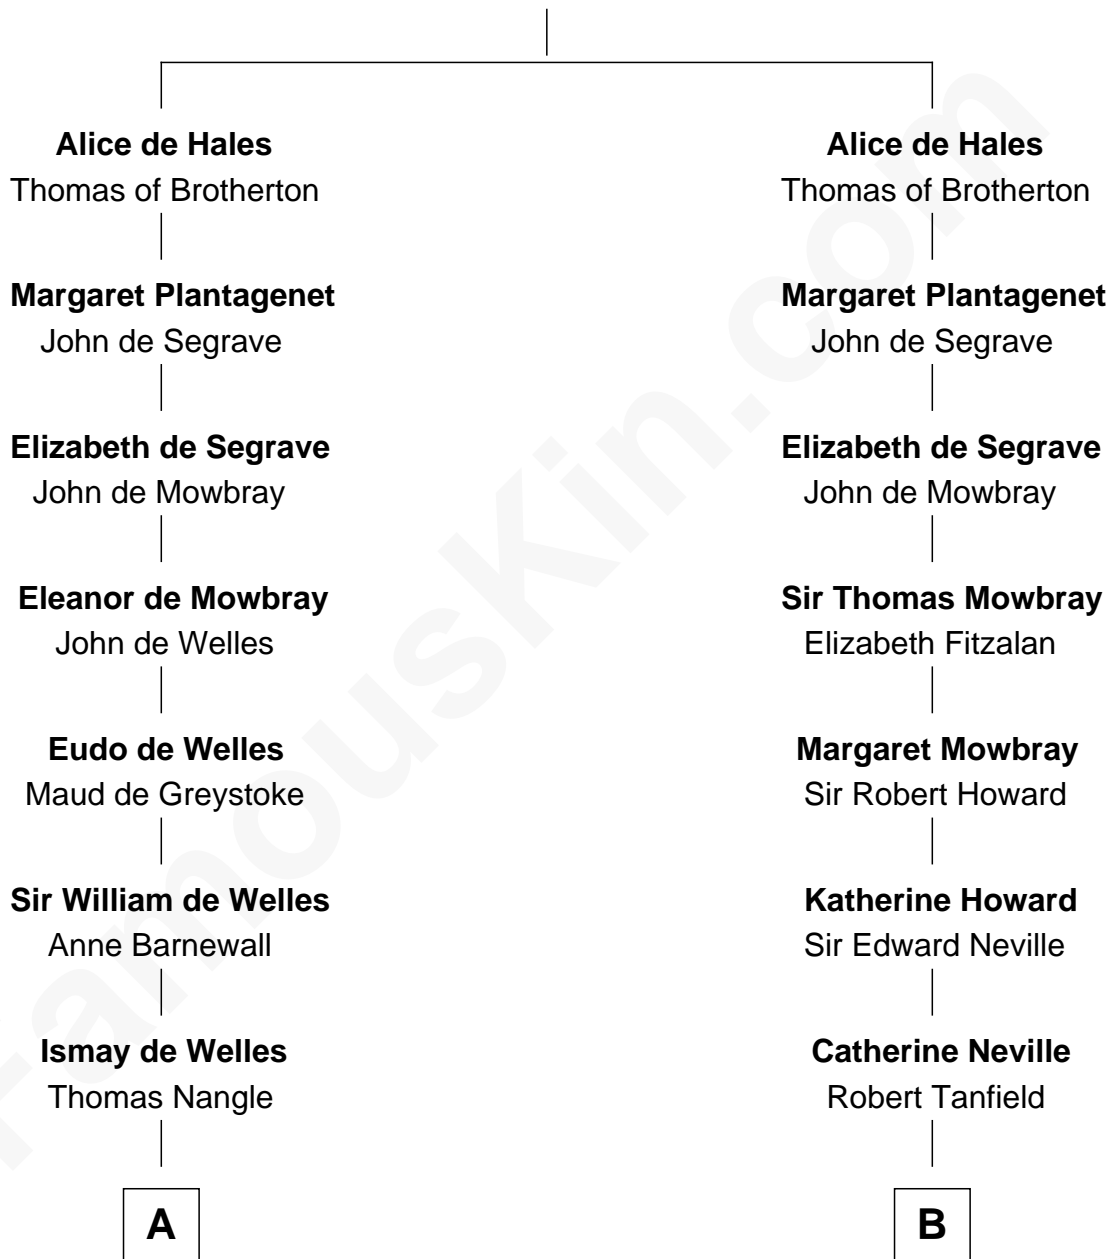 Alice de Hales
Thomas of Brotherton
Margaret Plantagenet
John de Segrave
Elizabeth de Segrave
John de Mowbray
Eleanor de Mowbray
John de Welles
Eudo de Welles
Maud de Greystoke
Sir William de Welles
Anne Barnewall
Ismay de Welles
Thomas Nangle
A
Alice de Hales
Thomas of Brotherton
Margaret Plantagenet
John de Segrave
Elizabeth de Segrave
John de Mowbray
Sir Thomas Mowbray
Elizabeth Fitzalan
Margaret Mowbray
Sir Robert Howard
Katherine Howard
Sir Edward Neville
Catherine Neville
Robert Tanfield
B
FamousKin.com